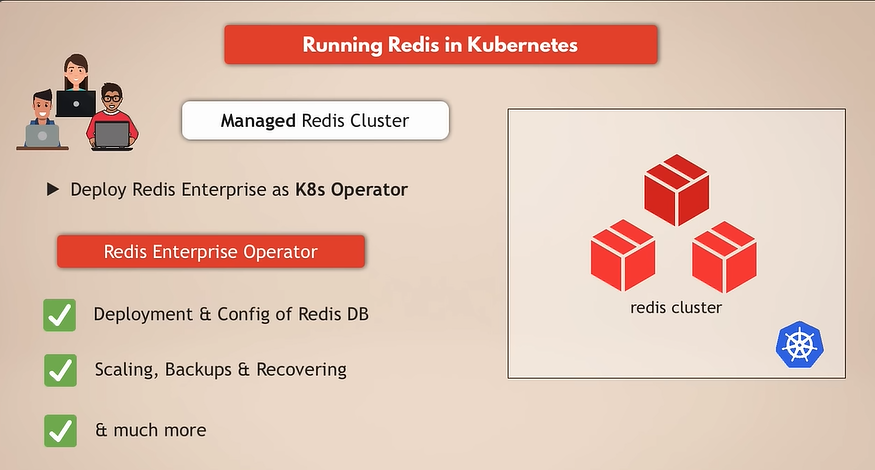 Running Redis in Kubernetes
Managed Redis Cluster
Deploy Redis Enterprise as K8s Operator
Redis Enterprise Operator
Deployment & Config of Redis DB
Scaling, Backups & Recovering
& much more
redis cluster